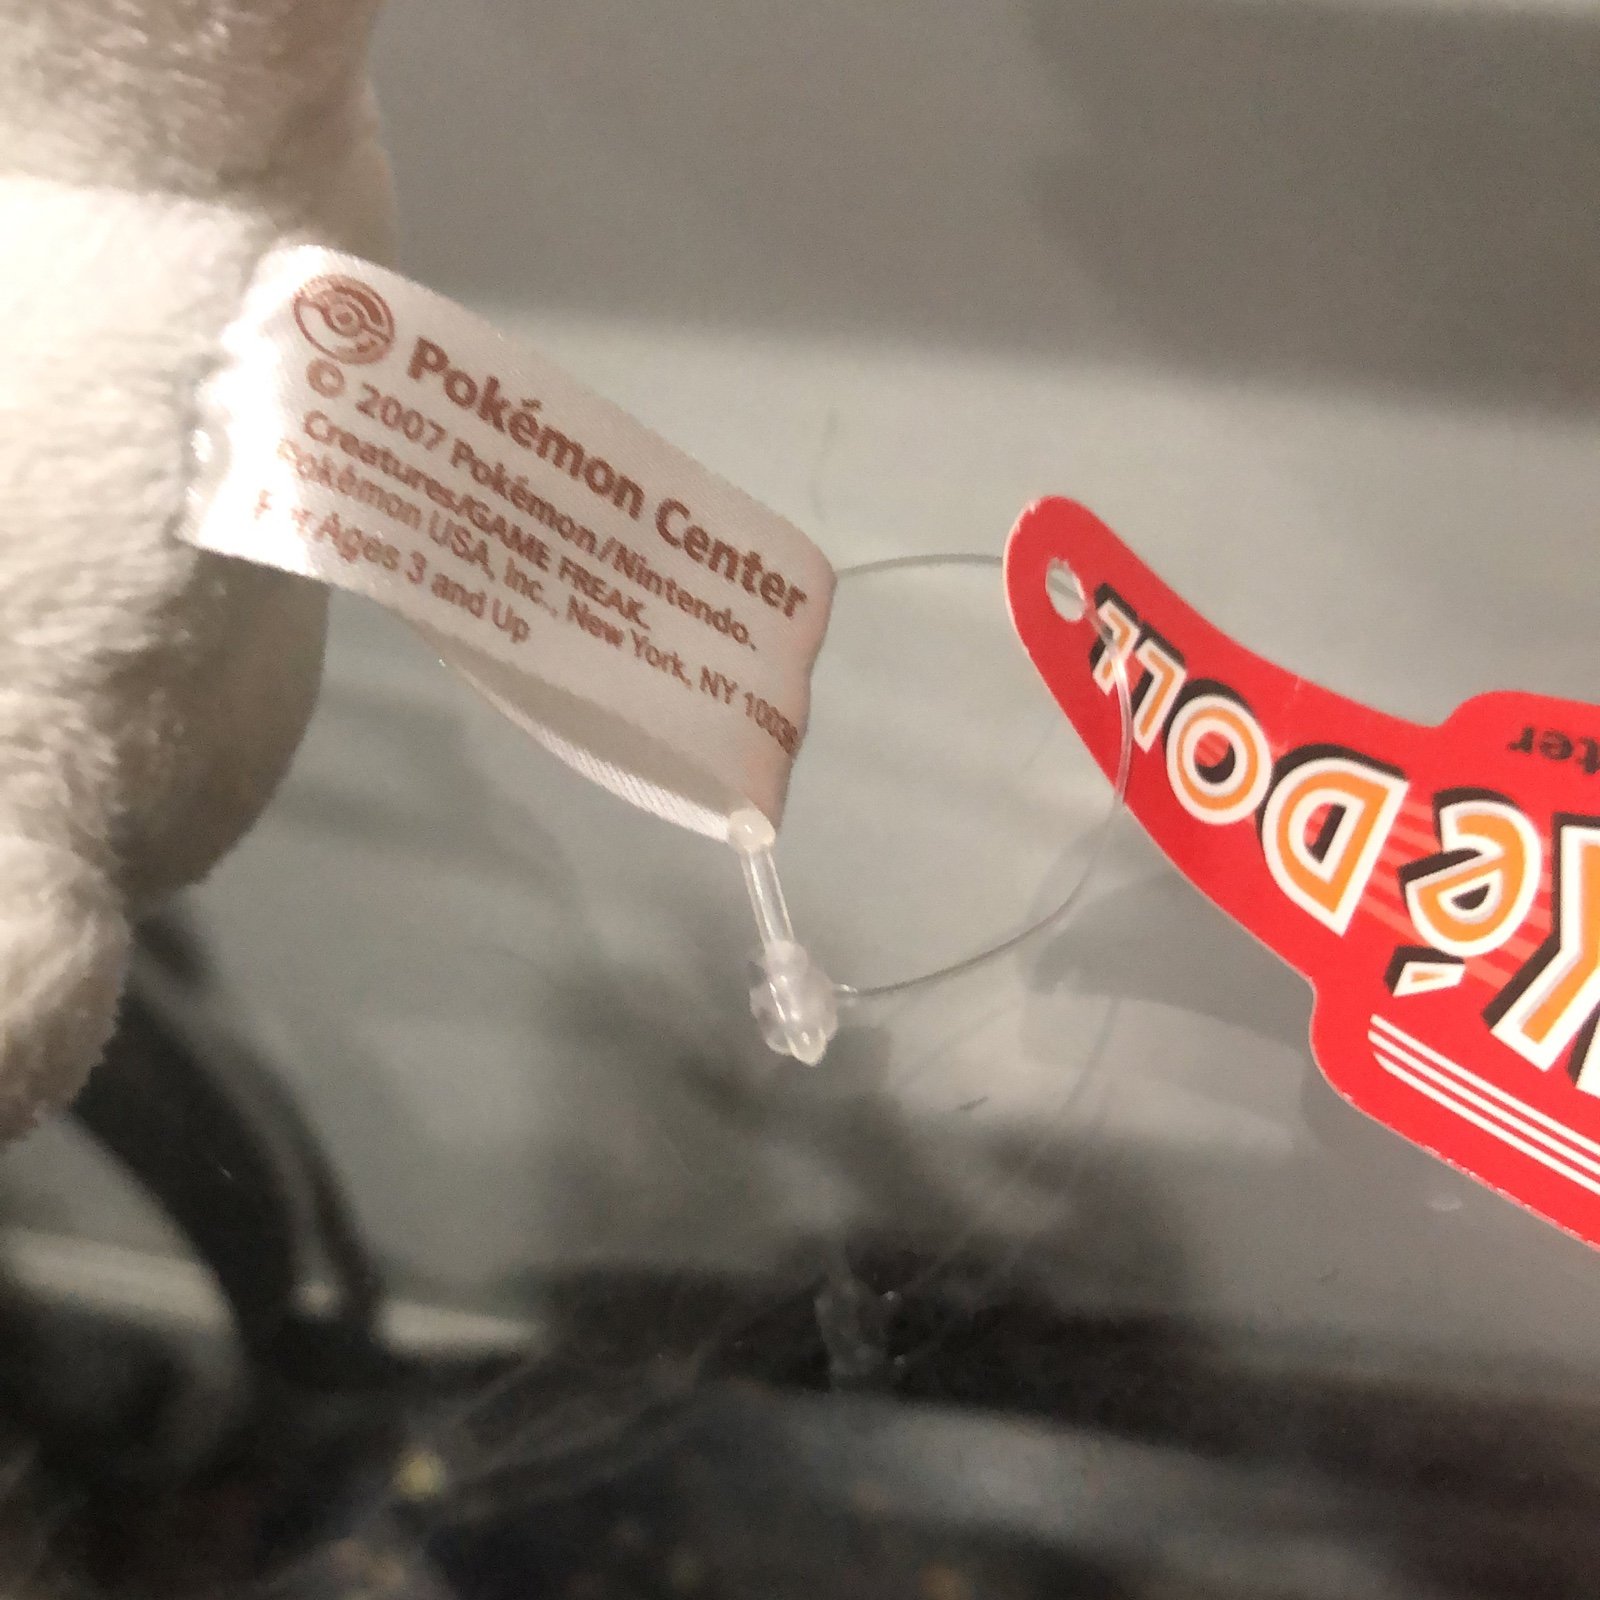 Pokémon Center
© 2007 Pokémon/Nintendo.
Creatures/GAME FREAK.
Pokémon USA, Inc., New York, NY
For Ages 3 and Up
DOLL